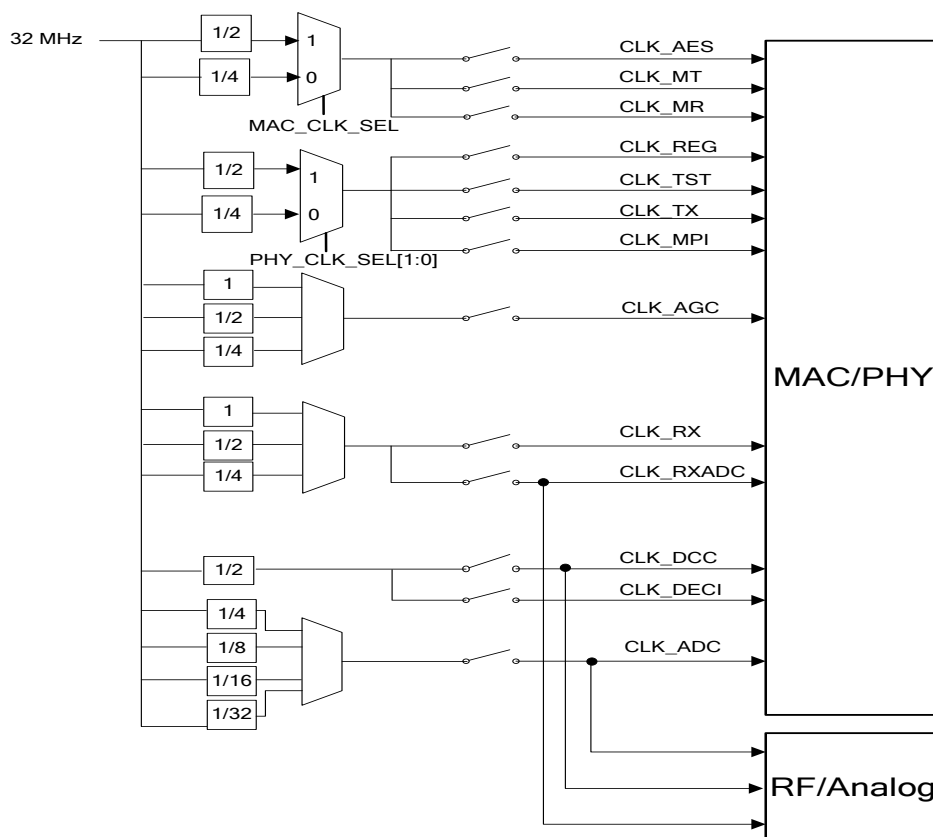 32 MHz
1/2
1
CLK_AES
1/4
0
CLK_MT
CLK_MR
MAC_CLK_SEL
CLK_REG
1/2
1
CLK_TST
1/4
0
CLK_TX
CLK_MPI
PHY_CLK_SEL[1:0]
1
1/2
CLK_AGC
1/4
MAC/PHY
1
1/2
CLK_RX
1/4
CLK_RXADC
1/2
CLK_DCC
CLK_DECI
1/4
1/8
CLK_ADC
1/16
1/32
RF/Analog